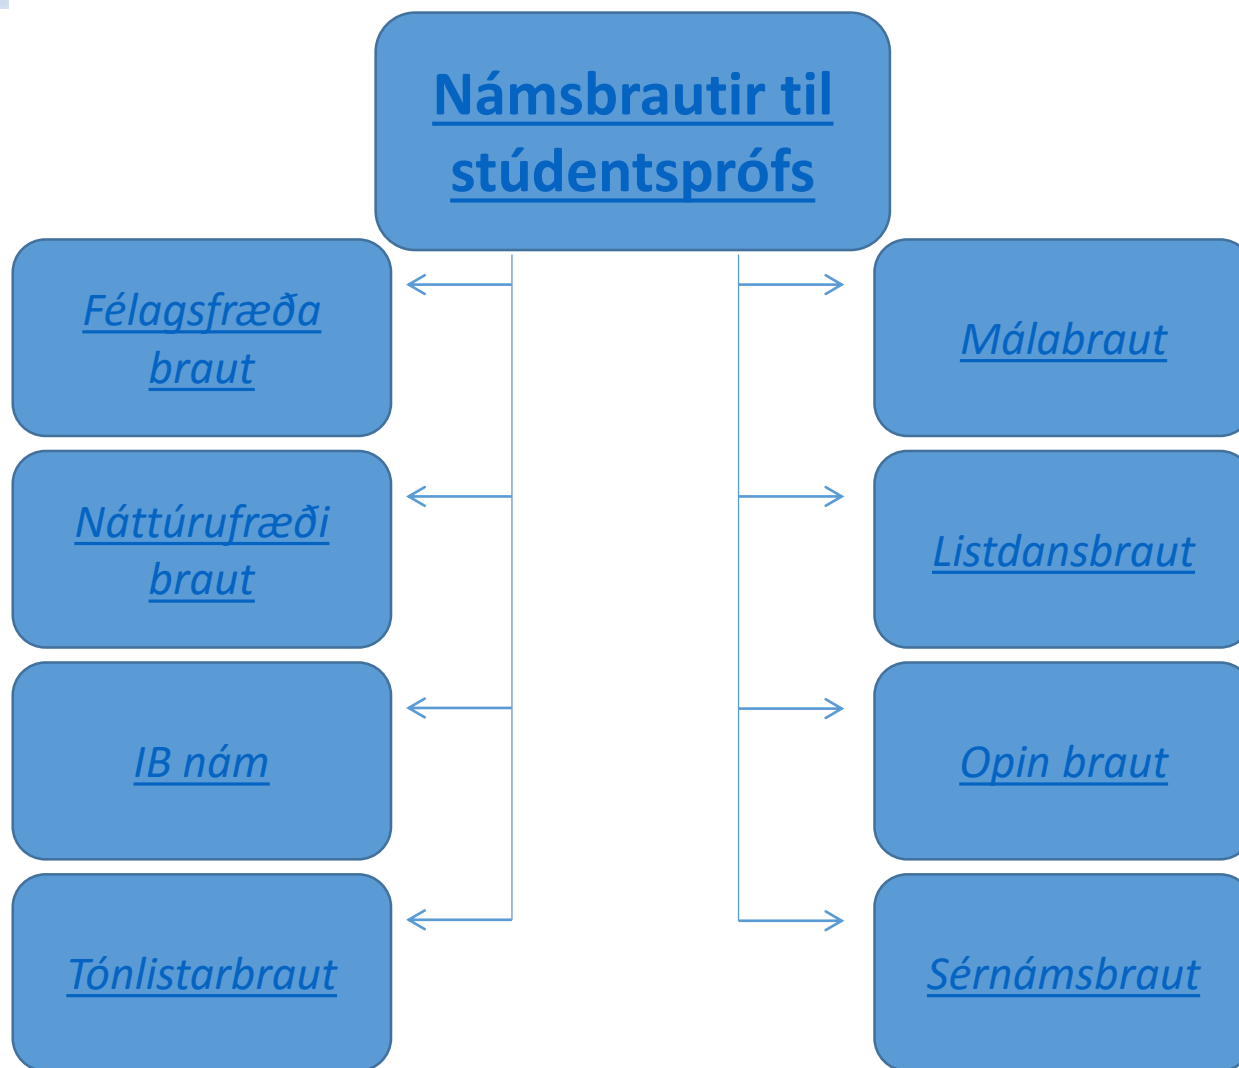 Námsbrautir til
stúdentsprófs
Félagsfræða
braut
Málabraut
Náttúrufræði
braut
Listdansbraut
IB nám
Opin braut
Tónlistarbraut
Sérnámsbraut